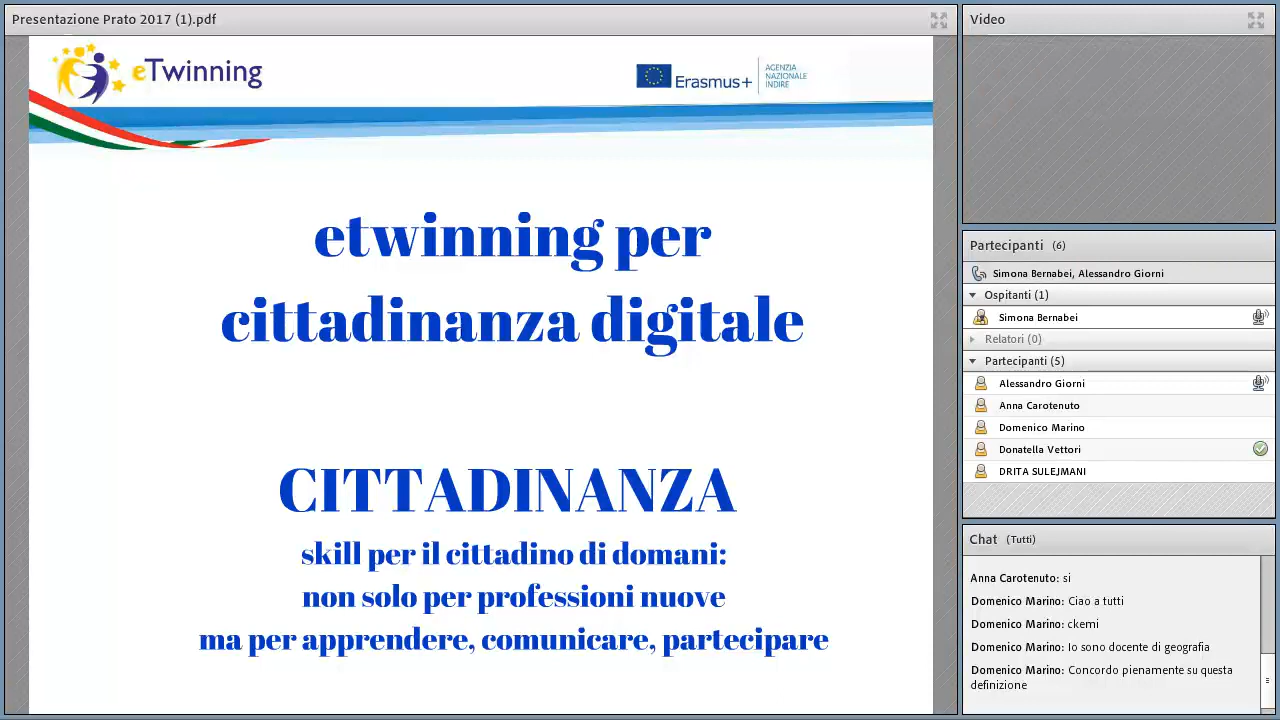 Presentazione Prato 2017 (1).pdf
eTwinning
Erasmus+
AGENZIA
NAZIONALE
INDIRE
etwinning per
cittadinanza digitale
CITTADINANZA
skill per il cittadino di domani:
non solo per professioni nuove
ma per apprendere, comunicare, partecipare
Video
Partecipanti (6)
Simona Bernabei, Alessandro Giorni
Ospitanti (1)
Simona Bernabei
Relatori (0)
Partecipanti (5)
Alessandro Giorni
Anna Carotenuto
Domenico Marino
Donatella Vettori
DRITA SULEJMANI
Chat (Tutti)
Anna Carotenuto: si
Domenico Marino: Ciao a tutti
Domenico Marino: ckemi
Domenico Marino: Io sono docente di geografia
Domenico Marino: Concordo pienamente su questa
definizione